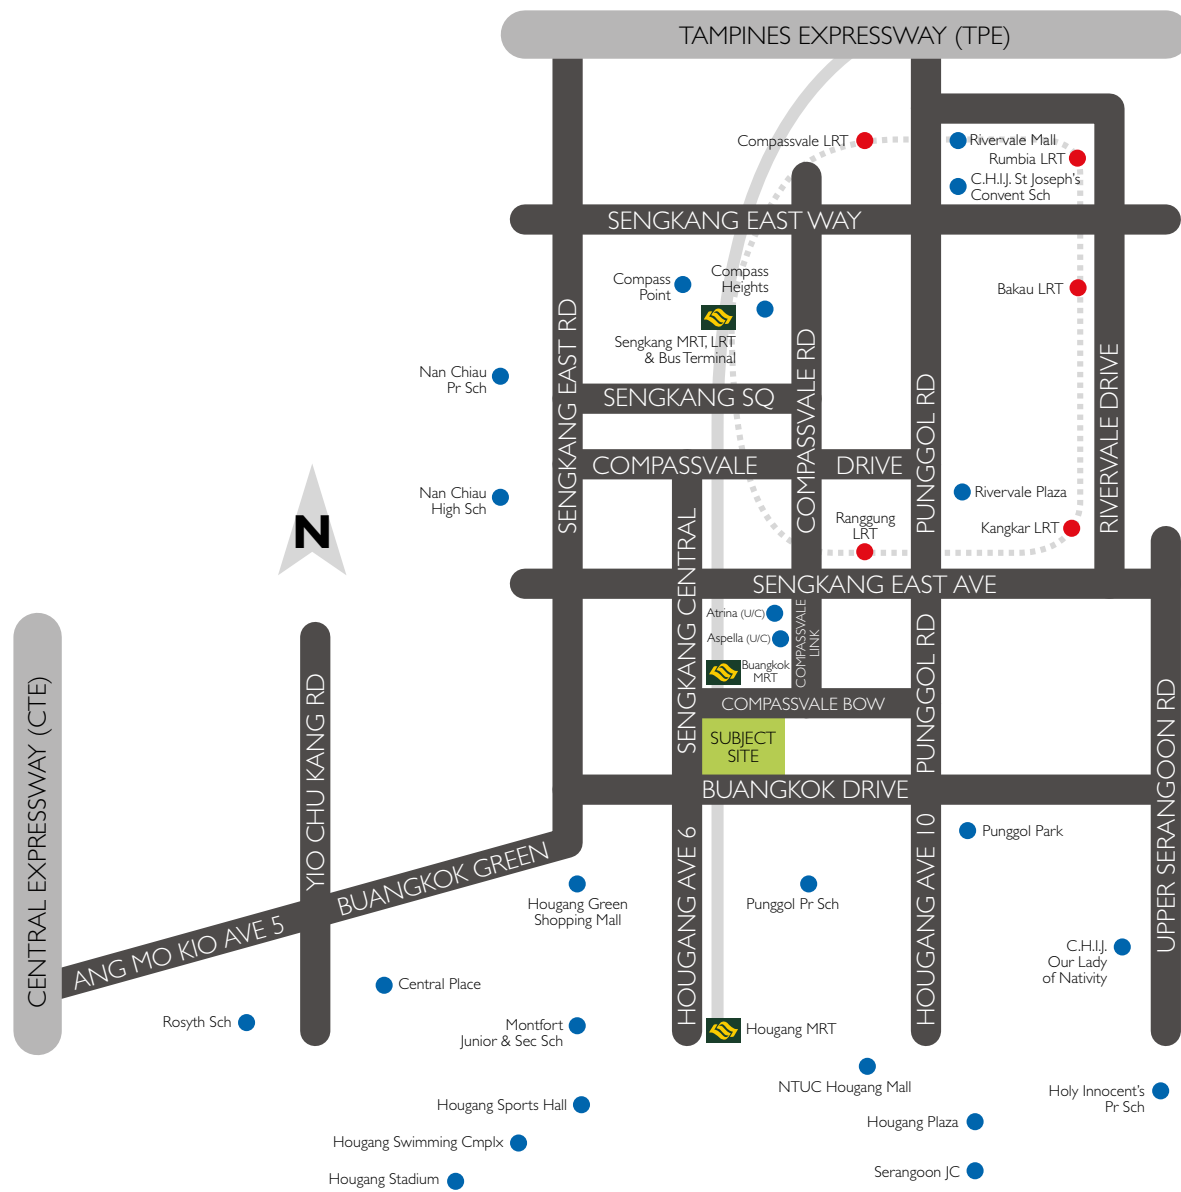 TAMPINES EXPRESSWAY (TPE)
Compassvale LRT
Rivervale Mall
Rumbia LRT
C.H.I.J. St Joseph's
Convent Sch
SENGKANG EAST WAY
Compass
Point
Compass
Heights
Bakau LRT
Sengkang MRT, LRT
& Bus Terminal
SENGKANG EAST RD
COMPASSVALE RD
PUNGGOL RD
RIVERVALE DRIVE
Nan Chiau
Pr Sch
SENGKANG SQ
COMPASSVALE DRIVE
Nan Chiau
High Sch
Rivervale Plaza
Ranggung
LRT
Kangkar LRT
N
SENGKANG CENTRAL
SENGKANG EAST AVE
Atrina (U/C)
Aspella (U/C)
COMPASSVALE
LINK
Buangkok
MRT
PUNGGOL RD
COMPASSVALE BOW
SUBJECT
SITE
BUANGKOK DRIVE
CENTRAL EXPRESSWAY (CTE)
YIO CHU KANG RD
UPPER SERANGOON RD
BUANGKOK GREEN
ANG MO KIO AVE 5
HOUGANG AVE 6
HOUGANG AVE 10
Punggol Park
Hougang Green
Shopping Mall
Punggol Pr Sch
C.H.I.J.
Our Lady
of Nativity
Central Place
Rosyth Sch
Montfort
Junior & Sec Sch
Hougang MRT
NTUC Hougang Mall
Holy Innocent's
Pr Sch
Hougang Sports Hall
Hougang Plaza
Hougang Swimming Cmplx
Hougang Stadium
Serangoon JC